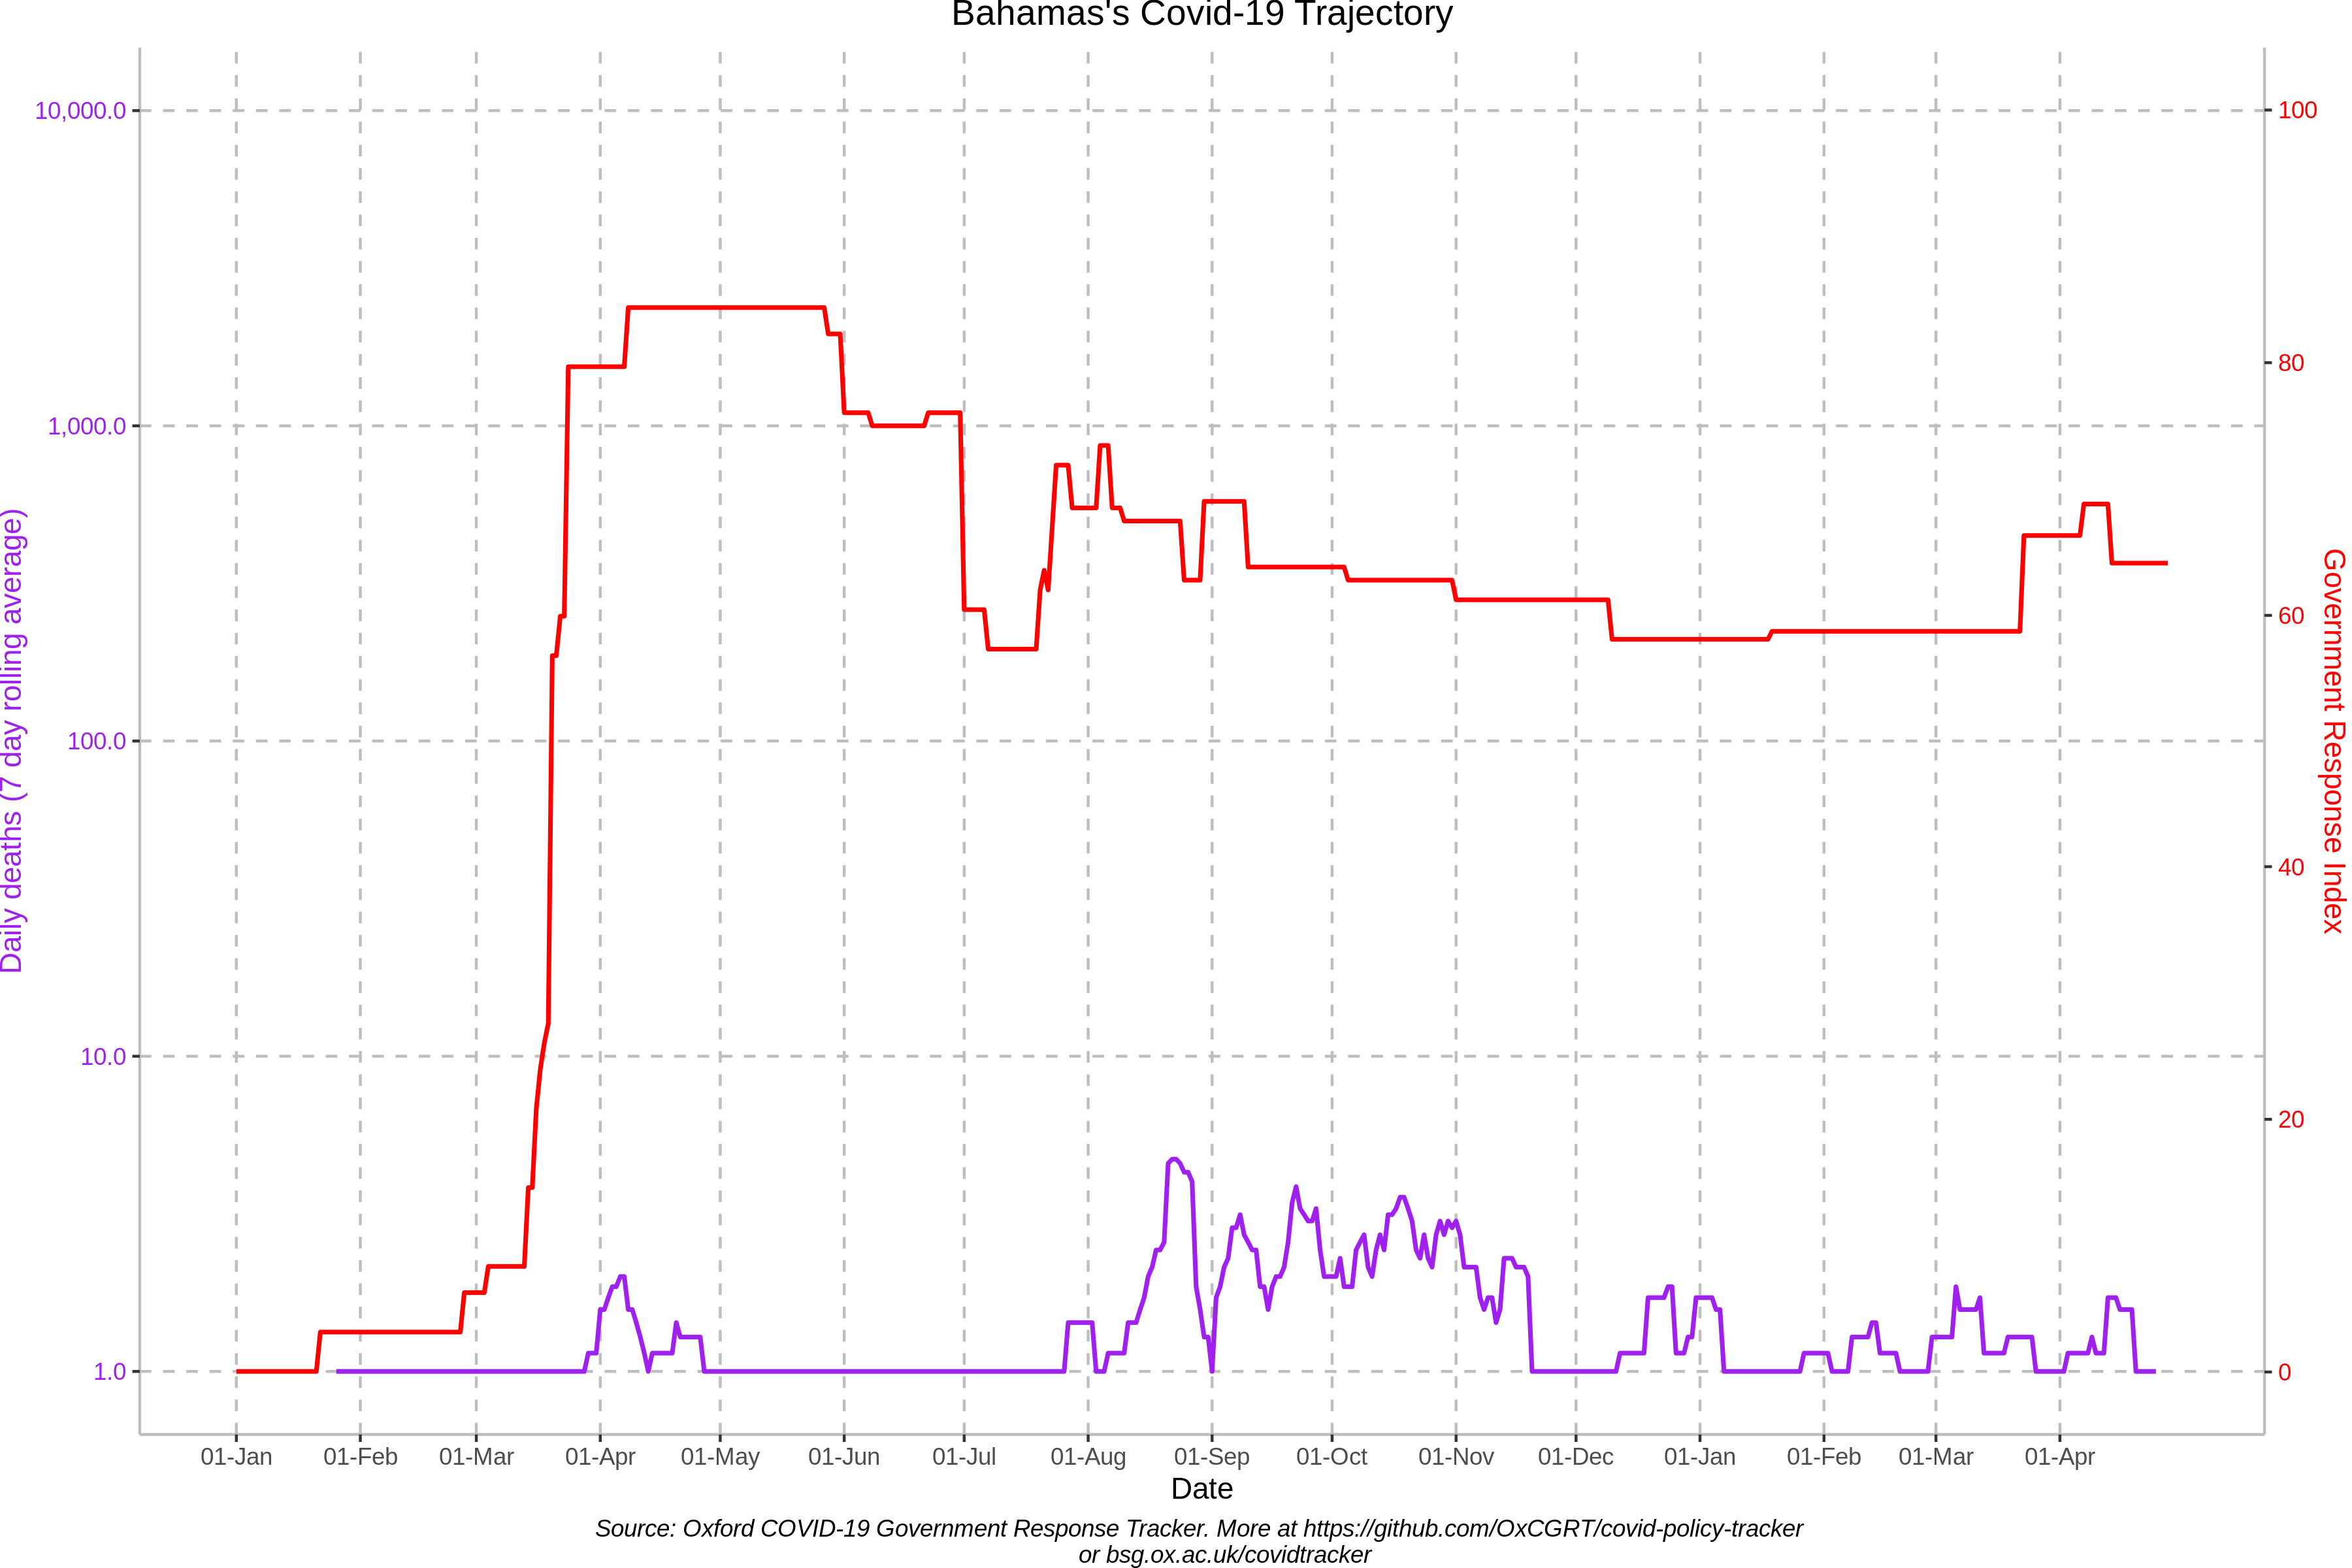 Bahamas's Covid-19 Trajectory
10,000.0
1,000.0
100.0
10.0
1.0
Daily deaths (7 day rolling average)
100
80
60
40
20
0
Government Response Index
01-Jan 01-Feb 01-Mar 01-Apr 01-May 01-Jun 01-Jul 01-Aug 01-Sep 01-Oct 01-Nov 01-Dec 01-Jan 01-Feb 01-Mar 01-Apr
Date
Source: Oxford COVID-19 Government Response Tracker. More at https://github.com/OxCGRT/covid-policy-tracker
or bsg.ox.ac.uk/covidtracker